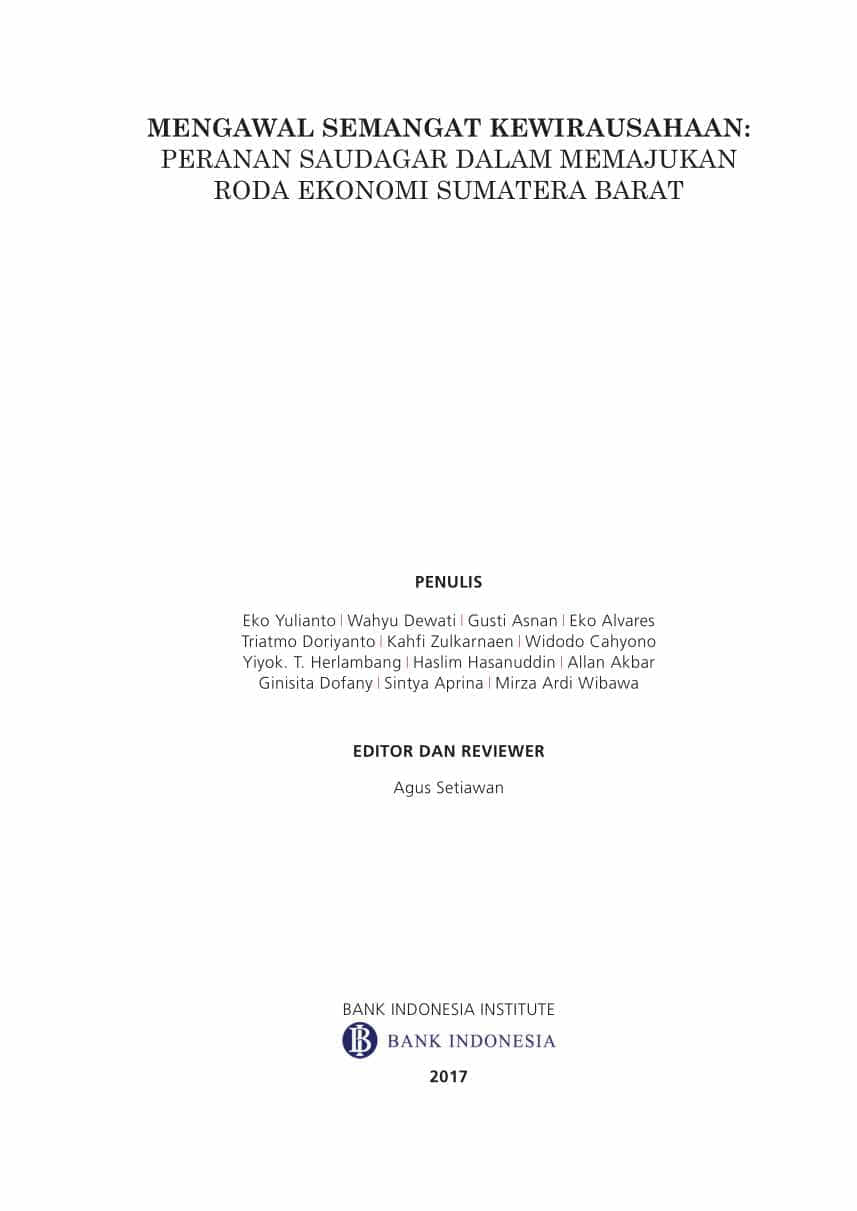 MENGAWAL SEMANGAT KEWIRAUSAHAAN:
PERANAN SAUDAGAR DALAM MEMAJUKAN
RODA EKONOMI SUMATERA BARAT
PENULIS
Eko Yulianto | Wahyu Dewati | Gusti Asnan | Eko Alvares
Triatmo Doriyanto | Kahfi Zulkarnaen | Widodo Cahyono
Yiyok. T. Herlambang | Haslim Hasanuddin | Allan Akbar
Ginisita Dofany | Sintya Aprina | Mirza Ardi Wibawa
EDITOR DAN REVIEWER
Agus Setiawan
BANK INDONESIA INSTITUTE
BANK INDONESIA
2017